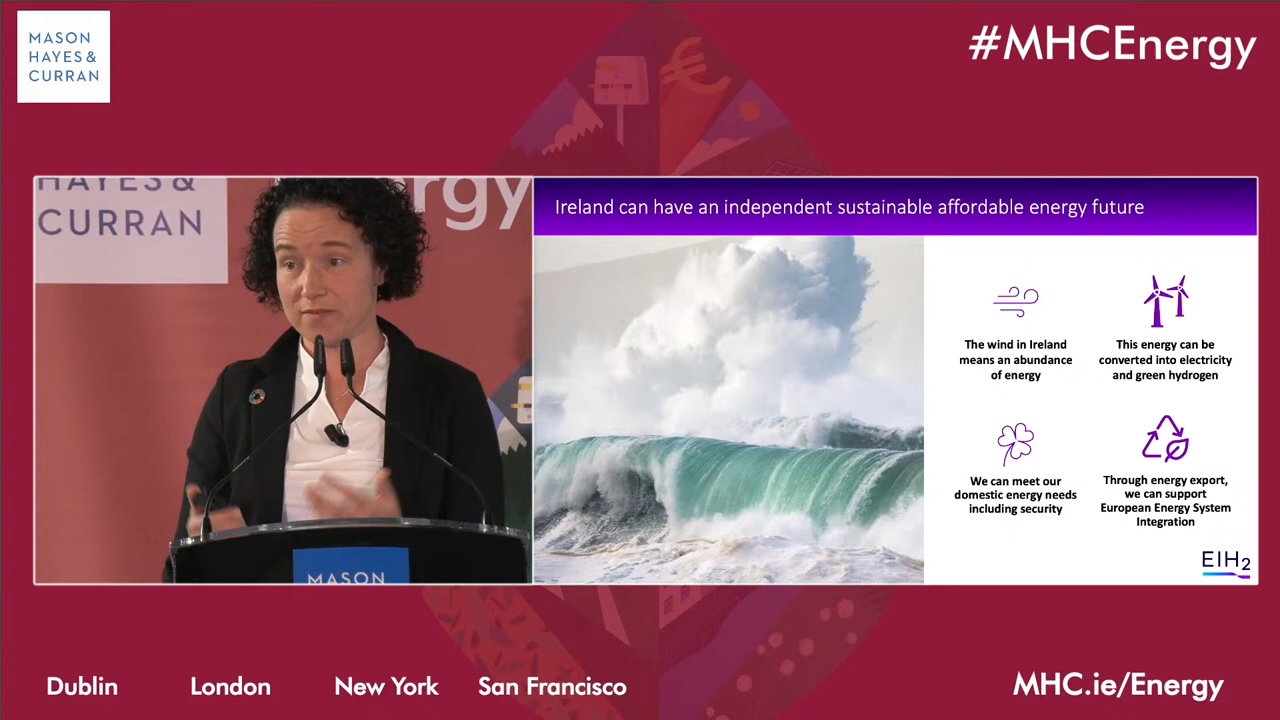 MASON
HAYES &
CURRAN
#MHCEnergy
HAYES &
CURRAN
ergy
MASON
Ireland can have an independent sustainable affordable energy future
The wind in Ireland
means an abundance
of energy
This energy can be
converted into electricity
and green hydrogen
We can meet our
domestic energy needs
including security
Through energy export,
we can support
European Energy System
Integration
EIH2
Dublin
London
New York
San Francisco
MHC.ie/Energy